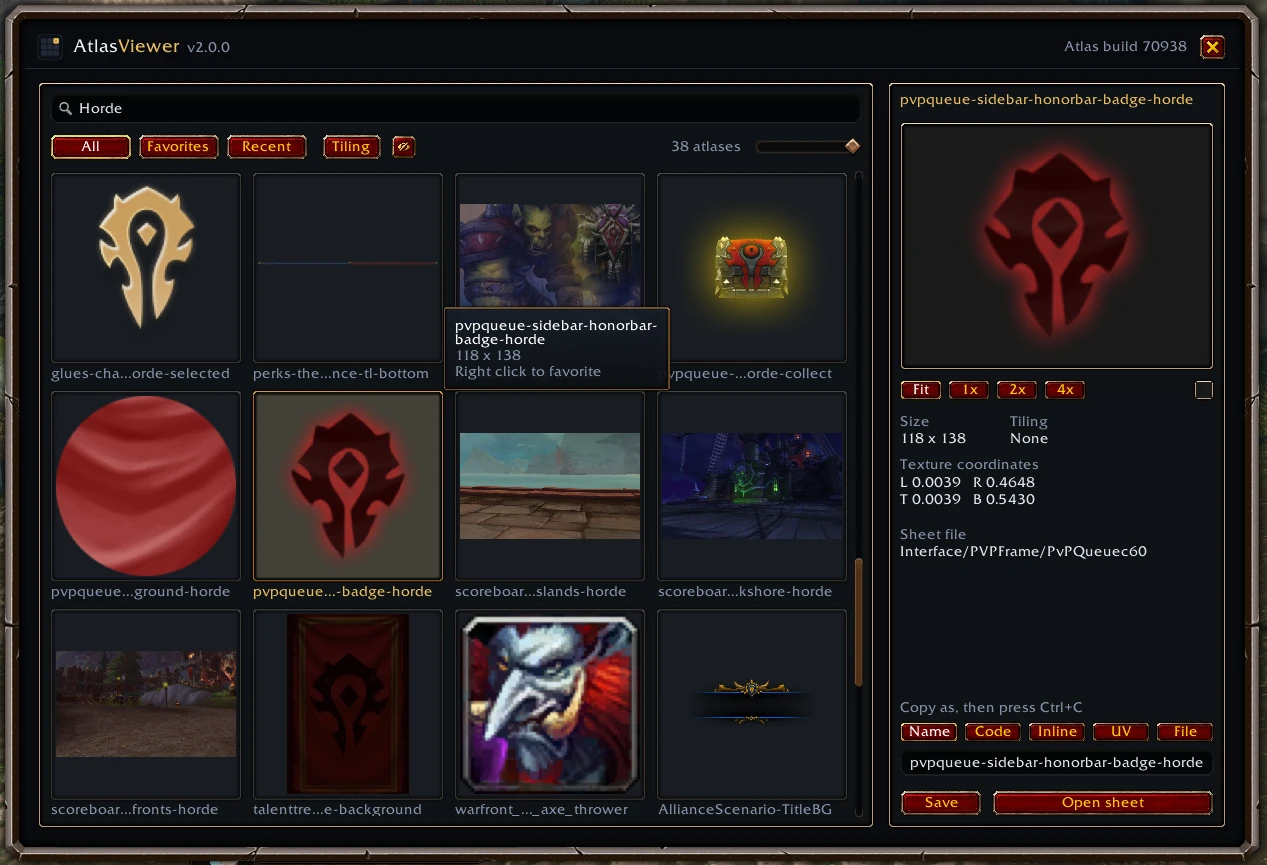 AtlasViewer v2.0.0
Atlas build 70938
Horde
All
Favorites
Recent
Tiling
38 atlases
glues-cha...orde-selected
perks-the...nce-tl-bottom
pvpqueue-...orde-collect
pvpqueue-sidebar-honorbar-
badge-horde
118 x 138
Right click to favorite
pvpqueue...ground-horde
pvpqueue...-badge-horde
scoreboar...slands-horde
scoreboar...kshore-horde
scoreboar...fronts-horde
talenttre...e-background
warfront_..._axe_thrower
AllianceScenario-TitleBG
pvpqueue-sidebar-honorbar-badge-horde
Fit
1x
2x
4x
Size
Tiling
118 x 138
None
Texture coordinates
L 0.0039 R 0.4648
T 0.0039 B 0.5430
Sheet file
Interface/PVPFrame/PvPQueuec60
Copy as, then press Ctrl+C
Name
Code
Inline
UV
File
pvpqueue-sidebar-honorbar-badge-horde
Save
Open sheet